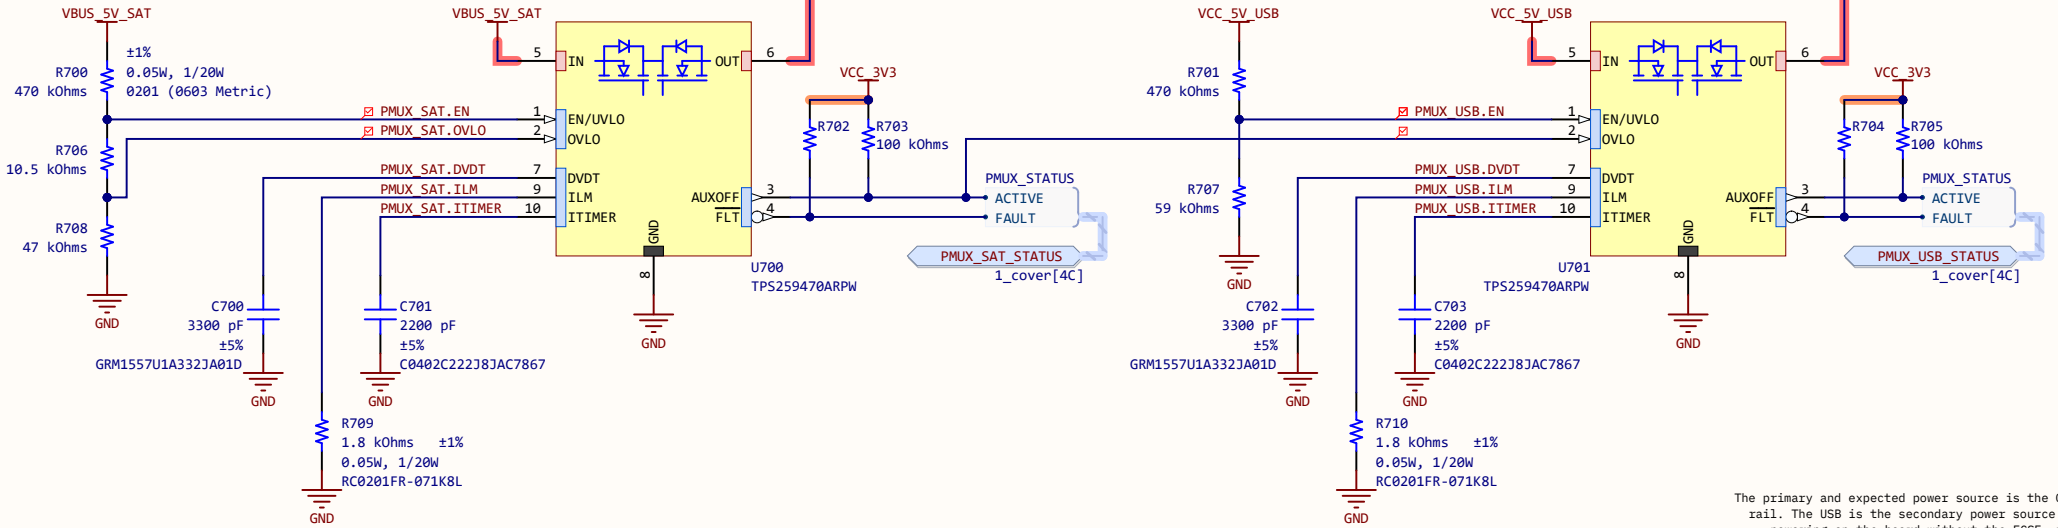 VBUS_5V_SAT
VBUS_5V_SAT
VCC_5V_USB
VCC_5V_USB
±1%
5
IN
OUT
6
5
IN
OUT
6
R700
0.05W, 1/20W
VCC_3V3
R701
VCC_3V3
470 kOhms
0201 (0603 Metric)
470 kOhms
PMUX_SAT.EN
1
EN/UVLO
R702
R703
PMUX_USB.EN
1
EN/UVLO
R704
R705
PMUX_SAT.OVLO
2
OVLO
100 kOhms
2
OVLO
100 kOhms
R706
10.5 kOhms
PMUX_SAT.DVDT
7
DVDT
PMUX_STATUS
PMUX_USB.DVDT
7
DVDT
PMUX_STATUS
PMUX_SAT.ILM
9
ILM
AUXOFF
3
ACTIVE
R707
PMUX_USB.ILM
9
ILM
AUXOFF
3
ACTIVE
PMUX_SAT.ITIMER
10
ITIMER
FLT
4
FAULT
59 kOhms
PMUX_USB.ITIMER
10
ITIMER
FLT
4
FAULT
R708
47 kOhms
GND
GND
PMUX_SAT_STATUS
PMUX_USB_STATUS
8
U700
1_cover[4C]
GND
8
U701
1_cover[4C]
TPS259470ARPW
TPS259470ARPW
GND
C700
C701
C702
C703
3300 pF
2200 pF
3300 pF
2200 pF
±5%
±5%
GND
±5%
±5%
GND
GRM1557U1A332JA01D
C0402C222J8JAC7867
GRM1557U1A332JA01D
C0402C222J8JAC7867
GND
GND
GND
GND
R709
R710
1.8 kOhms ±1%
1.8 kOhms ±1%
0.05W, 1/20W
0.05W, 1/20W
RC0201FR-071K8L
RC0201FR-071K8L
GND
GND
The primary and expected power source is the
rail. The USB is the secondary power source